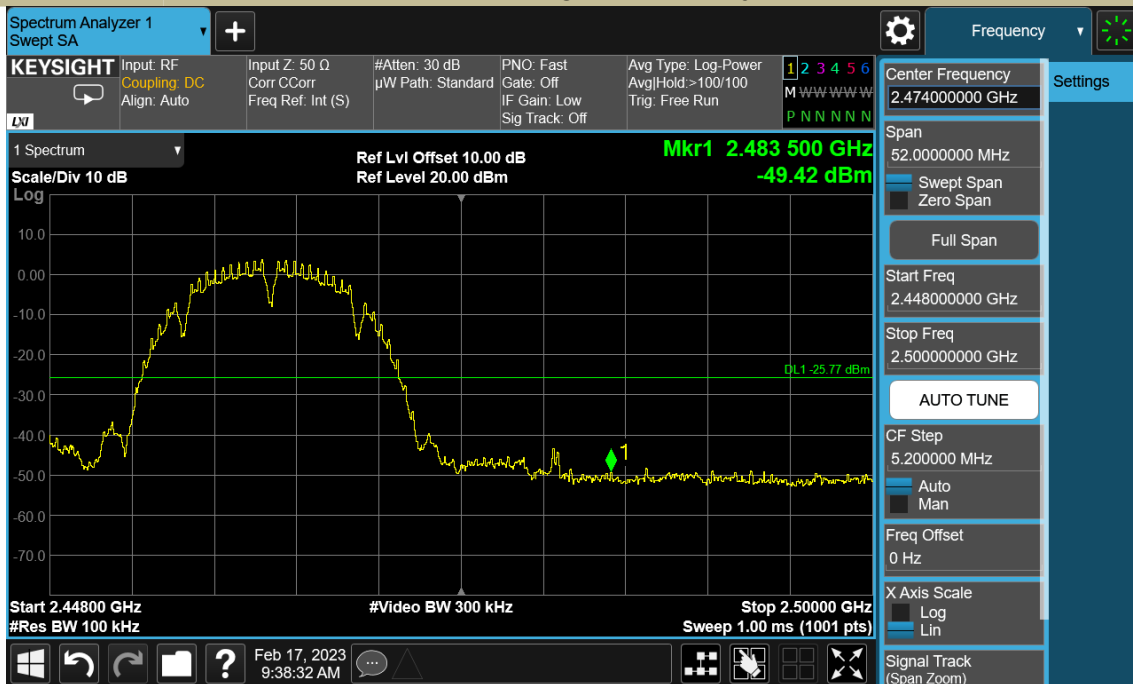 Spectrum Analyzer 1
Swept SA
+
Frequency
KEYSIGHT
LXI
Input: RF
Coupling: DC
Align: Auto
Input Z: 50 Ω
Corr CCorr
Freq Ref: Int (S)
#Atten: 30 dB
µW Path: Standard
PNO: Fast
Gate: Off
IF Gain: Low
Sig Track: Off
Avg Type: Log-Power
Avg|Hold:>100/100
Trig: Free Run
1 2 3 4 5 6
M W W W W W
P N N N N N
1 Spectrum
Scale/Div 10 dB
Ref Lvl Offset 10.00 dB
Ref Level 20.00 dBm
Mkr1 2.483 500 GHz
-49.42 dBm
Log
10.0
0.00
-10.0
-20.0
-30.0
-40.0
-50.0
-60.0
-70.0
DL1 -25.77 dBm
1
Start 2.44800 GHz
#Res BW 100 kHz
#Video BW 300 kHz
Stop 2.50000 GHz
Sweep 1.00 ms (1001 pts)
Center Frequency
2.474000000 GHz
Settings
Span
52.0000000 MHz
Swept Span
Zero Span
Full Span
Start Freq
2.448000000 GHz
Stop Freq
2.500000000 GHz
AUTO TUNE
CF Step
5.200000 MHz
Auto
Man
Freq Offset
0 Hz
X Axis Scale
Log
Lin
Signal Track
(Span Zoom)
?
Feb 17, 2023
9:38:32 AM